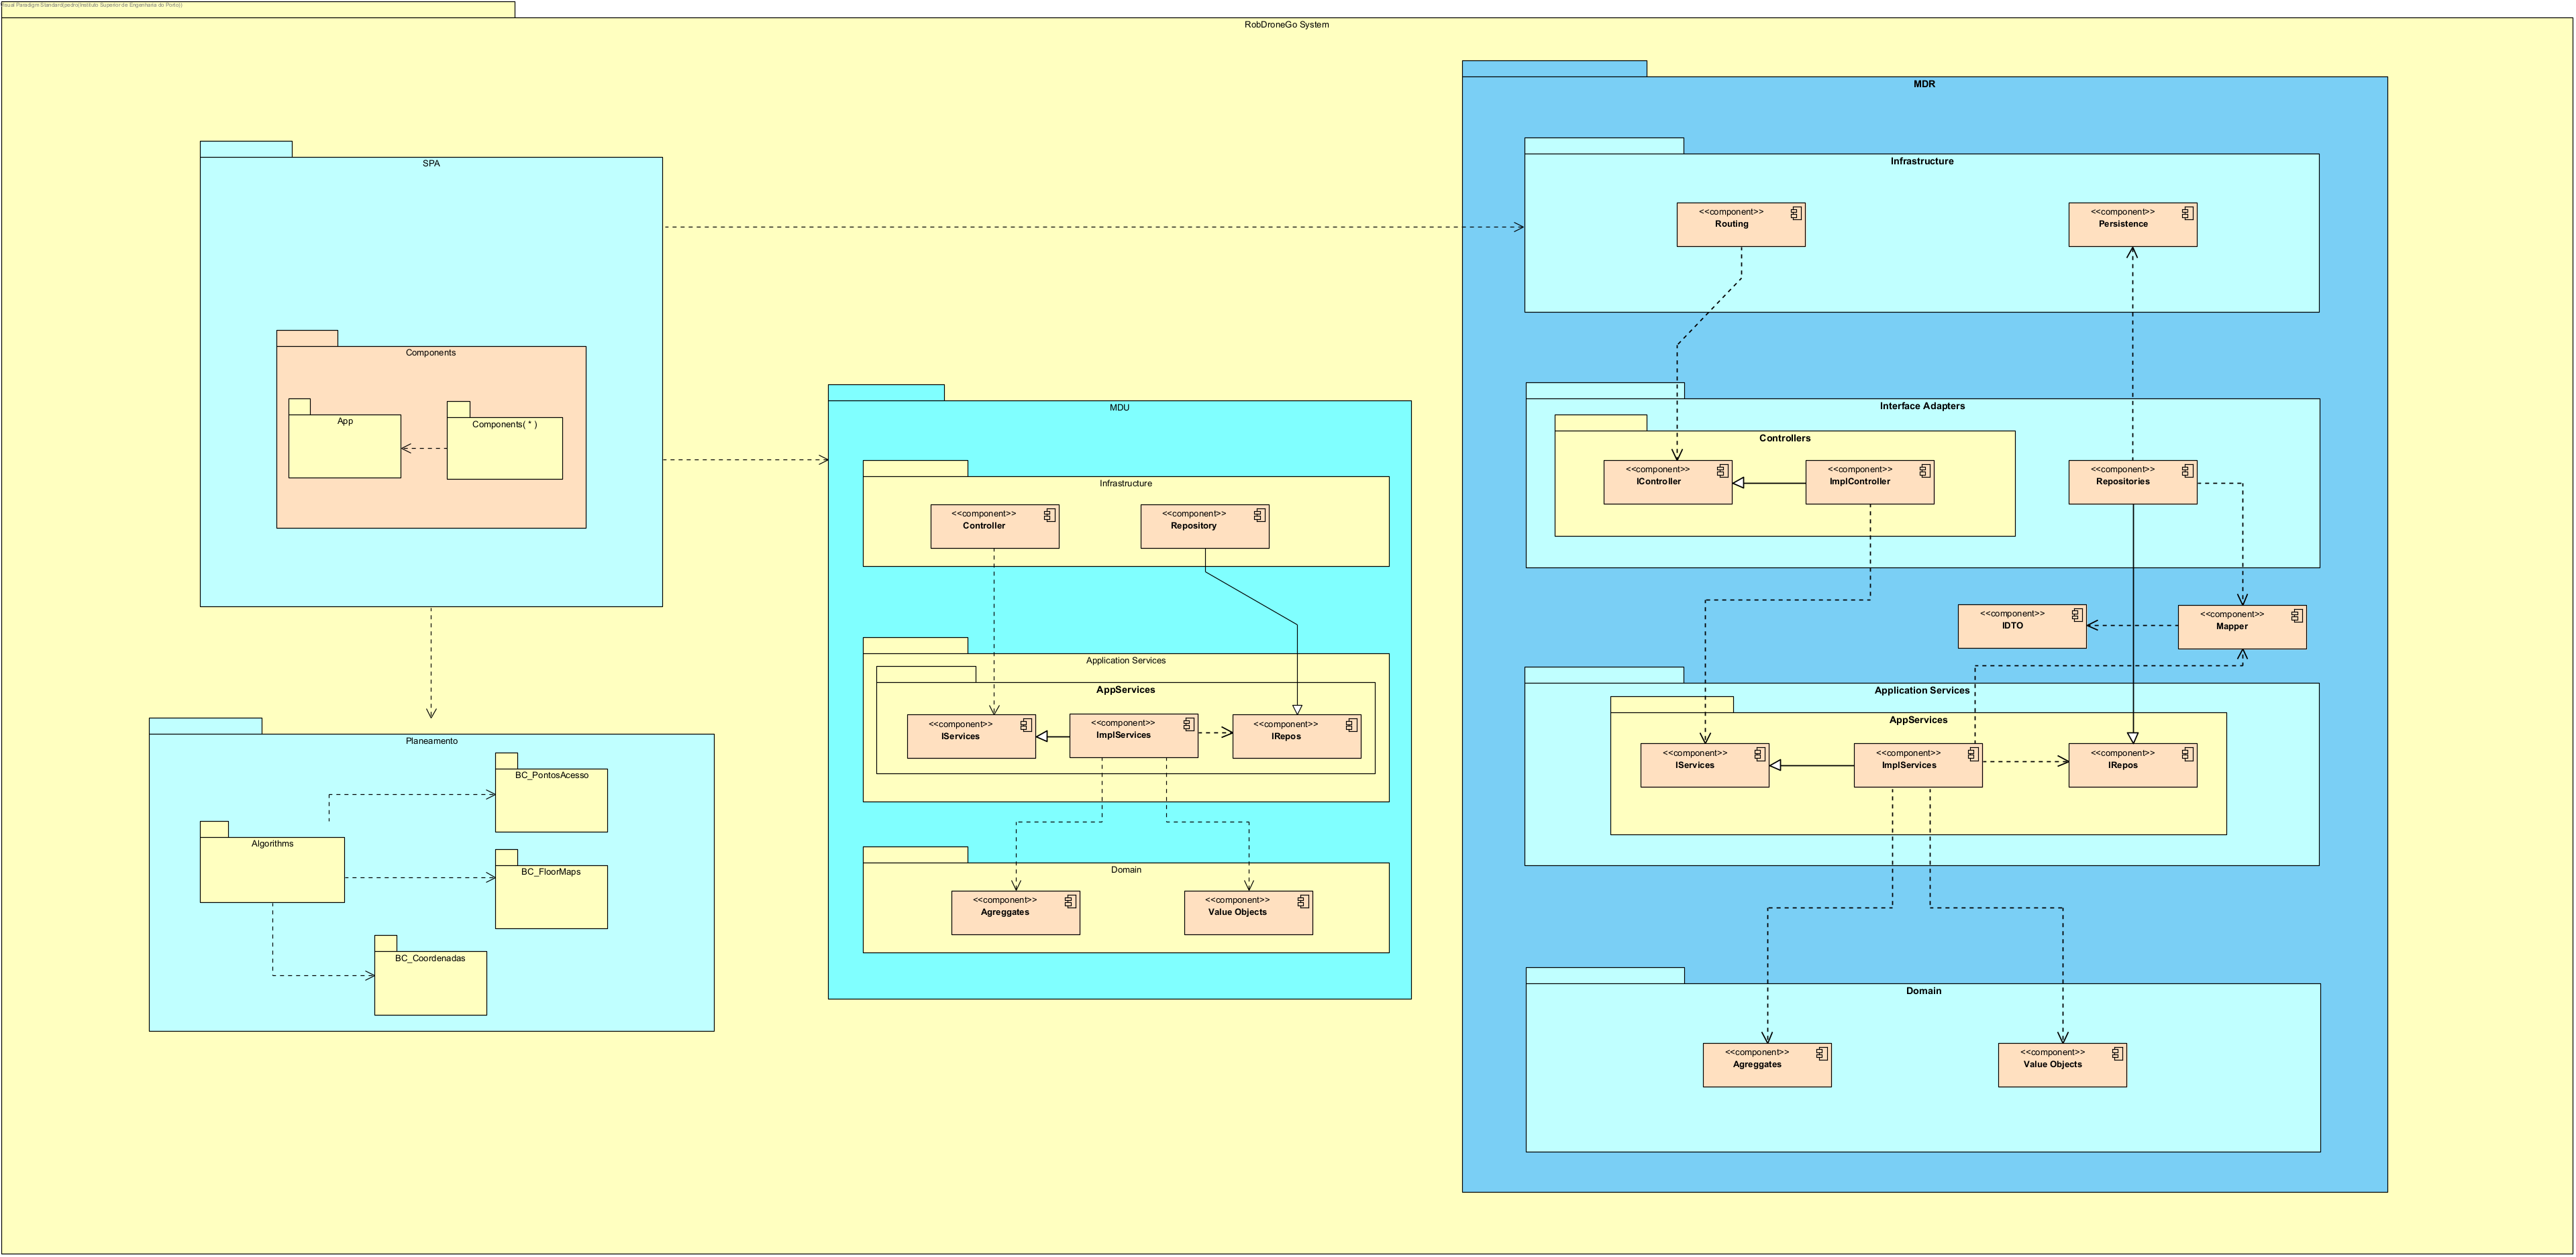 Visual Paradigm Standard(pedro(Instituto Superior de Engenharia do Porto))
RobDroneGo System
SPA
Components
App
Components( * )
Planeamento
BC_PontosAcesso
Algorithms
BC_FloorMaps
BC_Coordenadas
MDU
Infrastructure
<<component>>
Controller
<<component>>
Repository
Application Services
AppServices
<<component>>
IServices
<<component>>
ImplServices
<<component>>
IRepos
Domain
<<component>>
Agreggates
<<component>>
Value Objects
MDR
Infrastructure
<<component>>
Routing
<<component>>
Persistence
Interface Adapters
Controllers
<<component>>
IController
<<component>>
ImplController
<<component>>
Repositories
<<component>>
IDTO
<<component>>
Mapper
Application Services
AppServices
<<component>>
IServices
<<component>>
ImplServices
<<component>>
IRepos
Domain
<<component>>
Agreggates
<<component>>
Value Objects